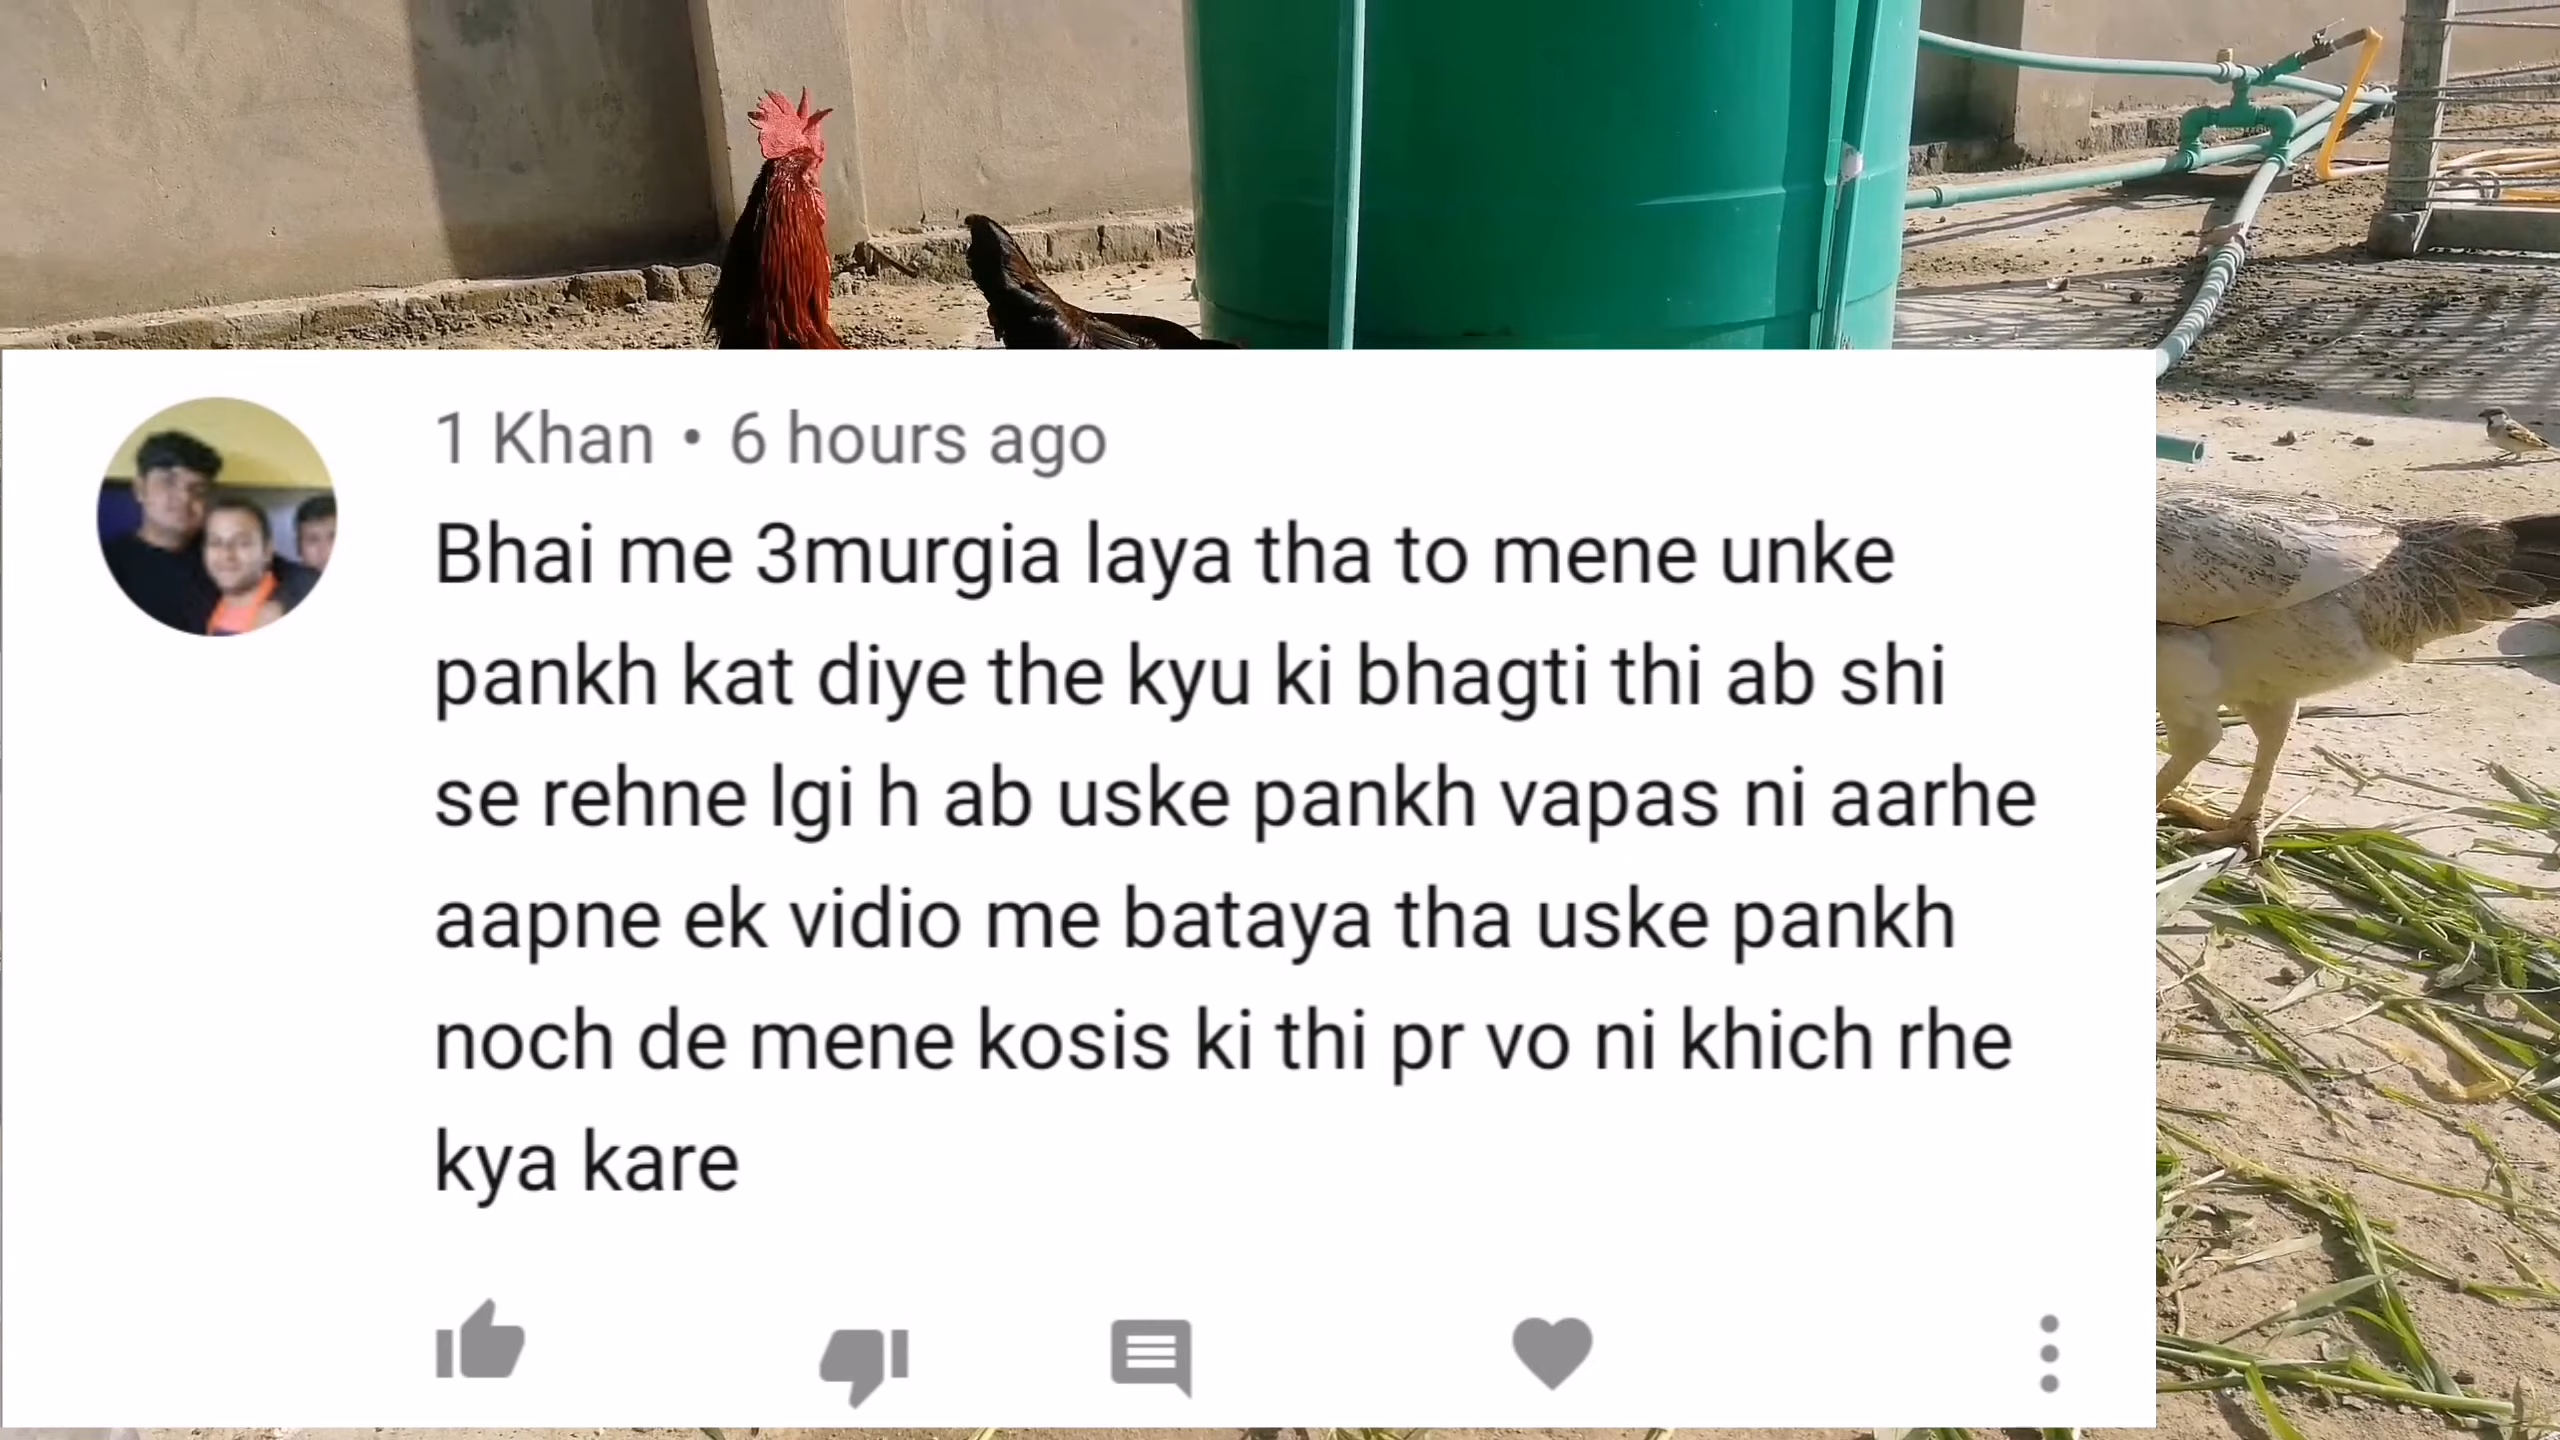 1 Khan • 6 hours ago
Bhai me 3murgia laya tha to mene unke
pankh kat diye the kyu ki bhagti thi ab shi
se rehne lgi h ab uske pankh vapas ni aarhe
aapne ek vidio me bataya tha uske pankh
noch de mene kosis ki thi pr vo ni khich rhe
kya kare